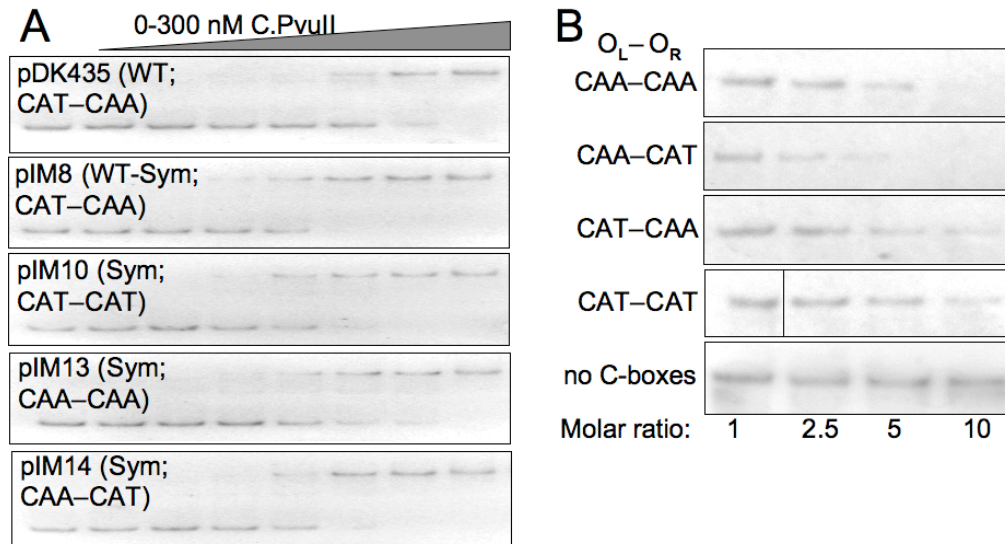 A
0-300 nM C.PvuII
pDK435 (WT;
CAT–CAA)
pIM8 (WT-Sym;
CAT–CAA)
pIM10 (Sym;
CAT–CAT)
pIM13 (Sym;
CAA–CAA)
pIM14 (Sym;
CAA–CAT)
B
OL–OR
CAA–CAA
CAA–CAT
CAT–CAA
CAT–CAT
no C-boxes
Molar ratio: 1 2.5 5 10